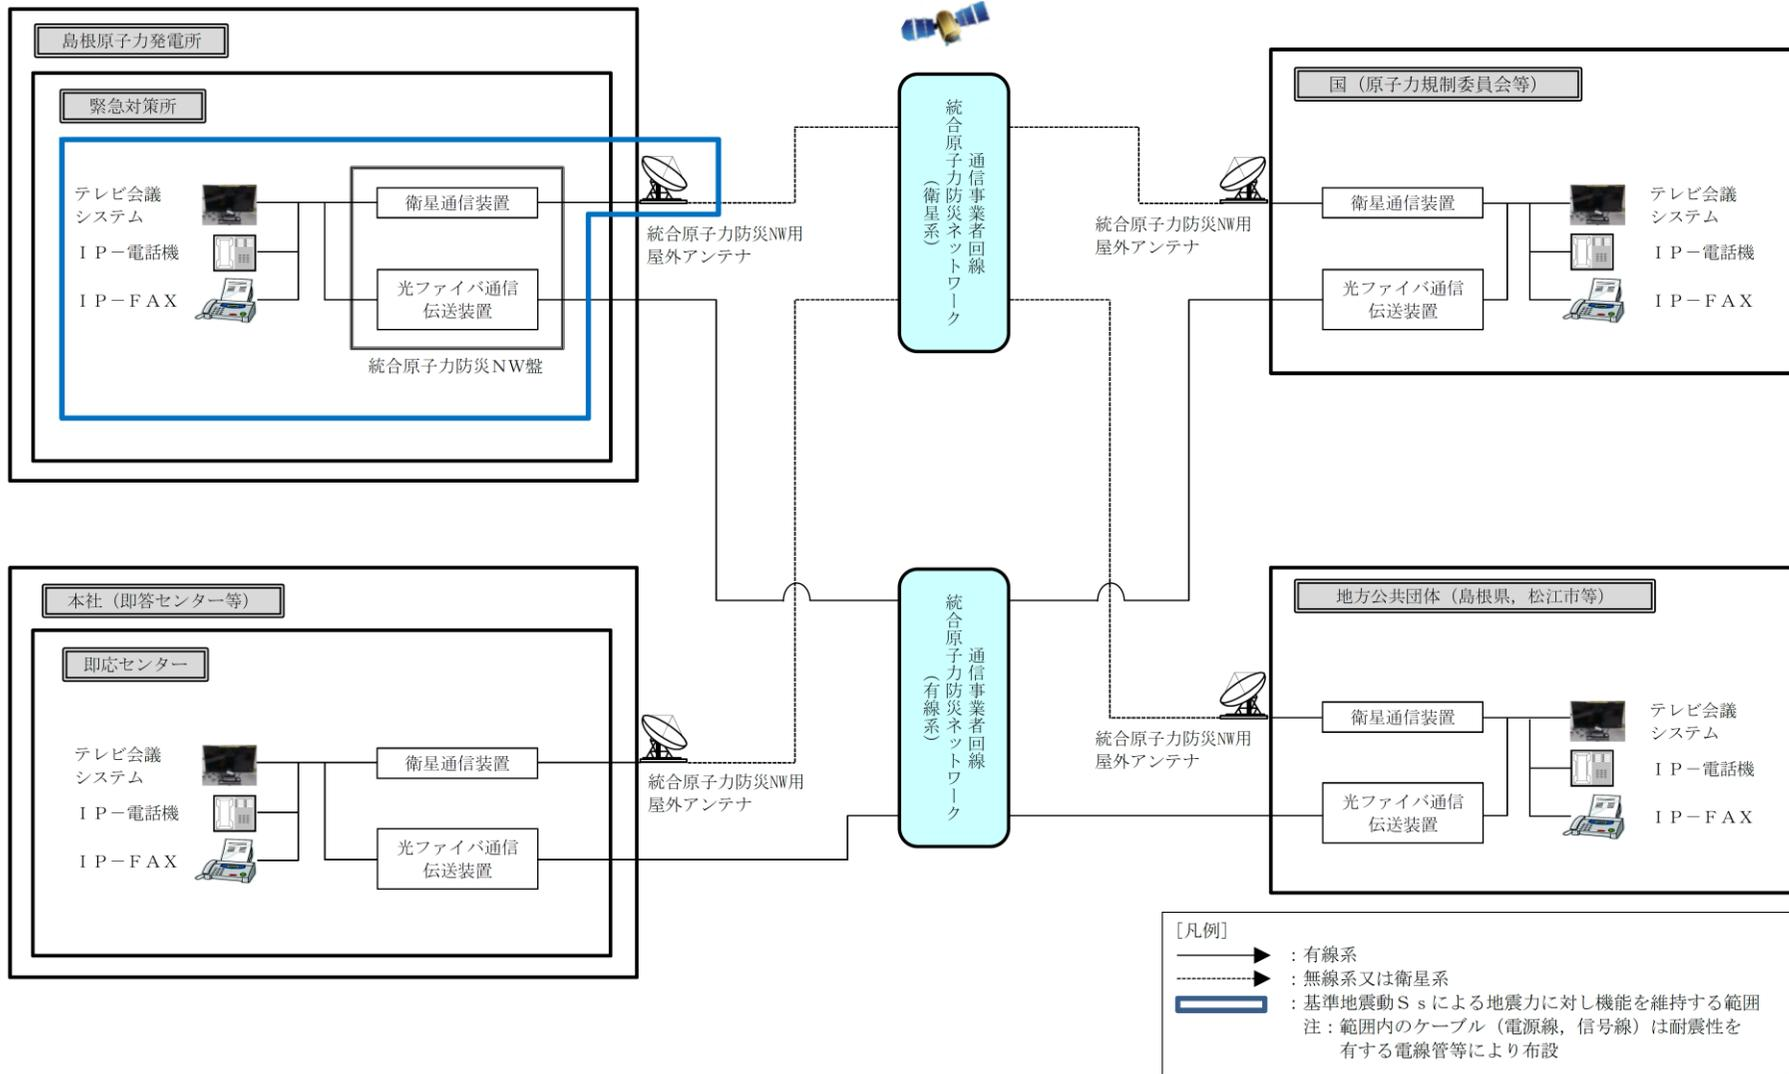 島根原子力発電所
緊急対策所
テレビ会議
システム
ＩＰ－電話機
ＩＰ－ＦＡＸ
衛星通信装置
光ファイバ通信
伝送装置
統合原子力防災NW盤
統合原子力防災NW用
屋外アンテナ
通信事業者回線
統合原子力防災ネットワーク
（衛星系）
国（原子力規制委員会等）
統合原子力防災NW用
屋外アンテナ
衛星通信装置
光ファイバ通信
伝送装置
テレビ会議
システム
ＩＰ－電話機
ＩＰ－ＦＡＸ
本社（即答センター等）
即応センター
テレビ会議
システム
ＩＰ－電話機
ＩＰ－ＦＡＸ
衛星通信装置
光ファイバ通信
伝送装置
統合原子力防災NW用
屋外アンテナ
通信事業者回線
統合原子力防災ネットワーク
（有線系）
地方公共団体（島根県，松江市等）
統合原子力防災NW用
屋外アンテナ
衛星通信装置
光ファイバ通信
伝送装置
テレビ会議
システム
ＩＰ－電話機
ＩＰ－ＦＡＸ
［凡例］
：有線系
：無線系又は衛星系
：基準地震動Ｓｓによる地震力に対し機能を維持する範囲
注：範囲内のケーブル（電源線，信号線）は耐震性を
有する電線管等により布設